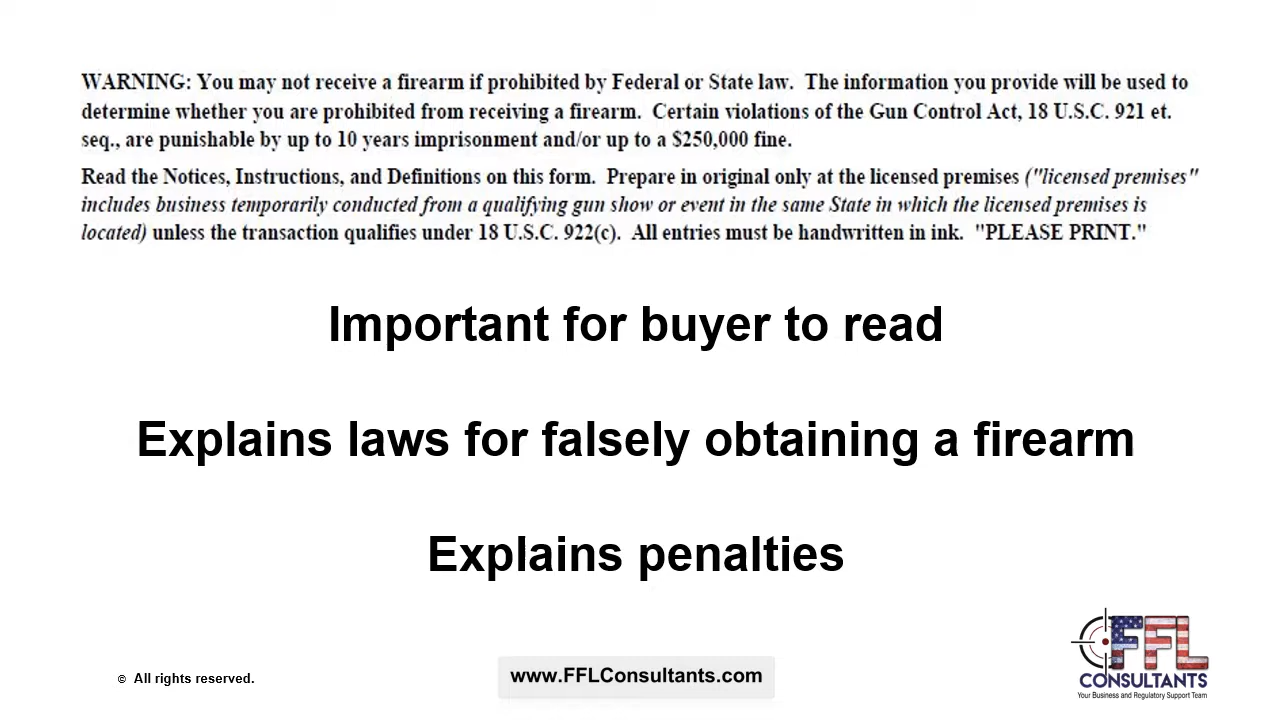 WARNING: You may not receive a firearm if prohibited by Federal or State law. The information you provide will be used to
determine whether you are prohibited from receiving a firearm. Certain violations of the Gun Control Act, 18 U.S.C. 921 et.
seq., are punishable by up to 10 years imprisonment and/or up to a $250,000 fine.
Read the Notices, Instructions, and Definitions on this form. Prepare in original only at the licensed premises ("licensed premises"
includes business temporarily conducted from a qualifying gun show or event in the same State in which the licensed premises is
located) unless the transaction qualifies under 18 U.S.C. 922(c). All entries must be handwritten in ink. "PLEASE PRINT."
Important for buyer to read
Explains laws for falsely obtaining a firearm
Explains penalties
© All rights reserved.
www.FFLConsultants.com
FFL
CONSULTANTS
Your Business and Regulatory Support Team